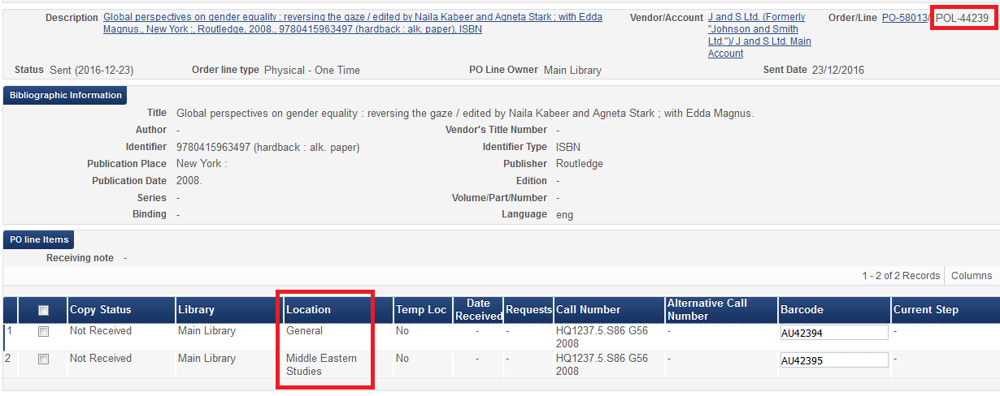 Description Global perspectives on gender equality : reversing the gaze / edited by Naila Kabeer and Agneta Stark ; with Edda Vendor/Account J and S Ltd. (Formerly Order/Line PO-58013/ POL-44239
Magnus., New York :, Routledge, 2008., 9780415963497 (hardback : alk. paper), ISBN "Johnson and Smith
Ltd.")/ J and S Ltd. Main
Account
Status Sent (2016-12-23) Order line type Physical - One Time PO Line Owner Main Library Sent Date 23/12/2016
Bibliographic Information
Title Global perspectives on gender equality : reversing the gaze / edited by Naila Kabeer and Agneta Stark ; with Edda Magnus.
Author - Vendor's Title Number -
Identifier 9780415963497 (hardback : alk. paper) Identifier Type ISBN
Publication Place New York : Publisher Routledge
Publication Date 2008. Edition -
Series - Volume/Part/Number -
Binding - Language eng
PO line Items
Receiving note -
1 - 2 of 2 Records Columns
Copy Status Library Location Temp Loc Date Received Requests Call Number Alternative Call Number Barcode Current Step
1 Not Received Main Library General No - - HQ1237.5.S86 G56 - AU42394 -
2008
2 Not Received Main Library Middle Eastern No - - HQ1237.5.S86 G56 - AU42395 -
Studies 2008